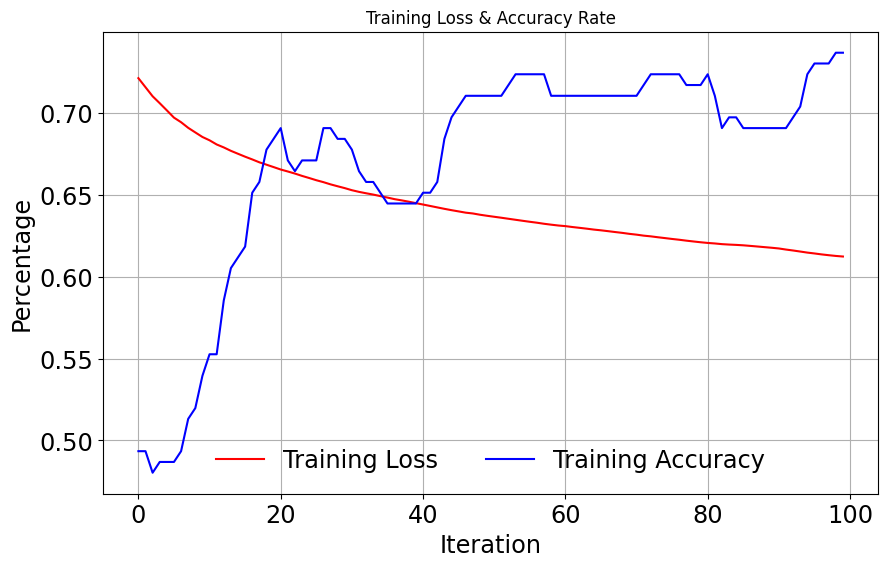 Training Loss & Accuracy Rate
Percentage
0.70
0.65
0.60
0.55
0.50
Training Loss
Training Accuracy
0
20
40
60
80
100
Iteration